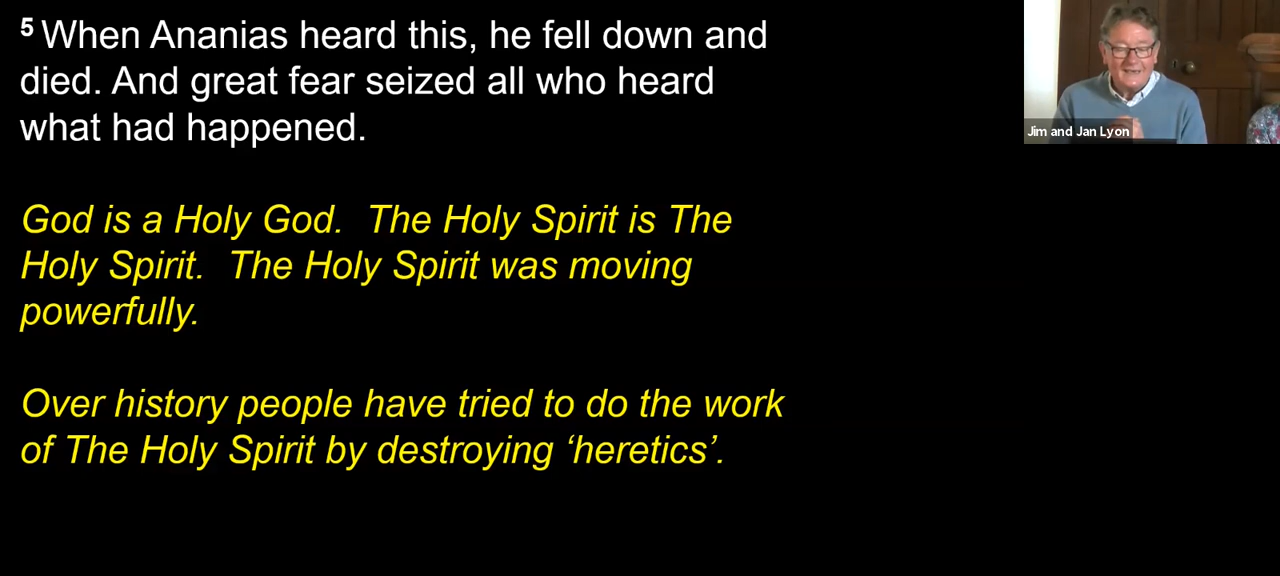 5 When Ananias heard this, he fell down and
died. And great fear seized all who heard
what had happened.
God is a Holy God. The Holy Spirit is The
Holy Spirit. The Holy Spirit was moving
powerfully.
Over history people have tried to do the work
of The Holy Spirit by destroying ‘heretics’.
Jim and Jan Lyon